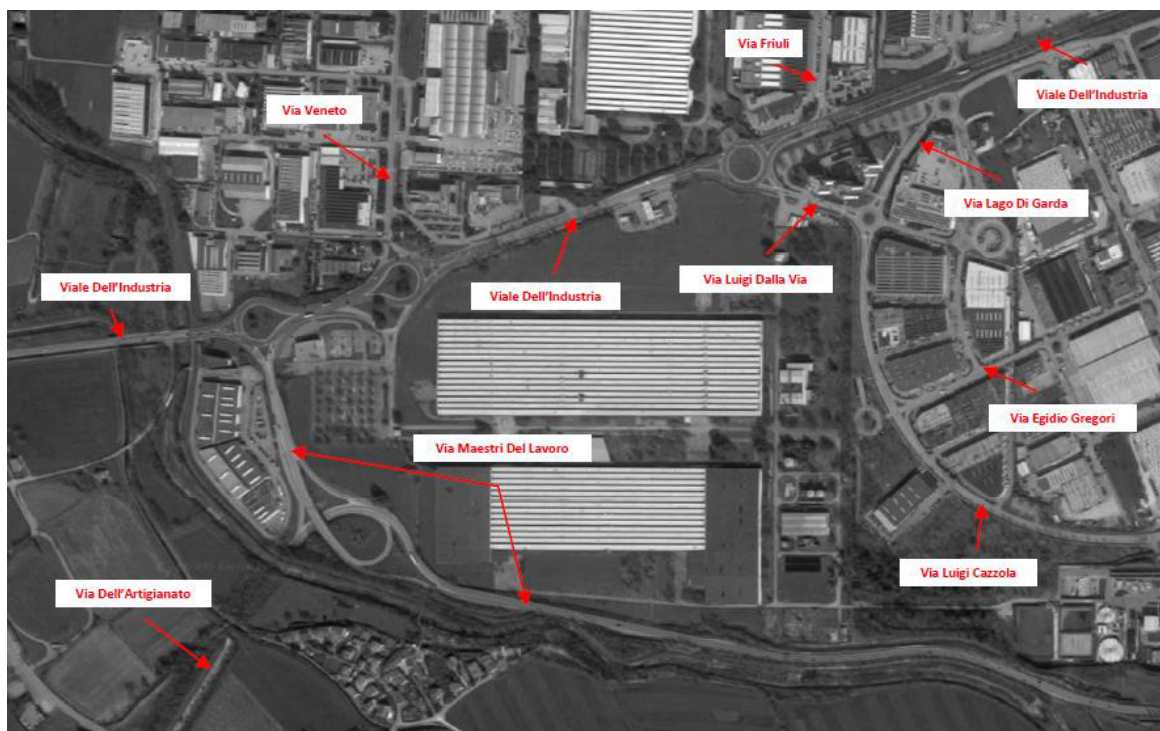 Via Friuli
Viale Dell'Industria
Via Veneto
Via Lago Di Garda
Via Luigi Dalla Via
Viale Dell'Industria
Viale Dell'Industria
Via Egidio Gregori
Via Maestri Del Lavoro
Via Luigi Cazzola
Via Dell'Artigianato